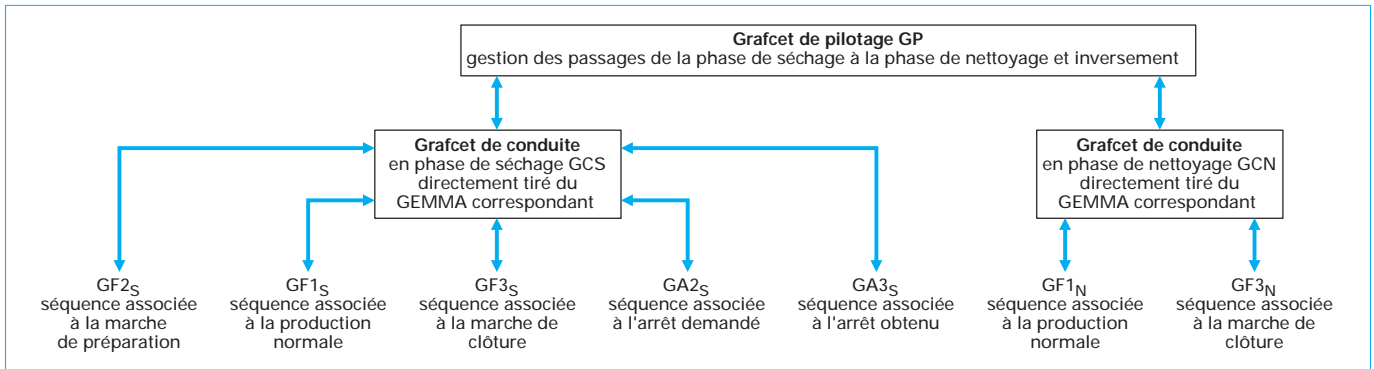 Grafcet de pilotage GP
gestion des passages de la phase de séchage à la phase de nettoyage et inversement
Grafcet de conduite
en phase de séchage GCS
directement tiré du
GEMMA correspondant
Grafcet de conduite
en phase de nettoyage GCN
directement tiré du
GEMMA correspondant
GF2S
séquence associée
à la marche
de préparation
GF1S
séquence associée
à la production
normale
GF3S
séquence associée
à la marche de
clôture
GA2S
séquence associée
à l'arrêt demandé
GA3S
séquence associée
à l'arrêt obtenu
GF1N
séquence associée
à la production
normale
GF3N
séquence associée
à la marche de
clôture